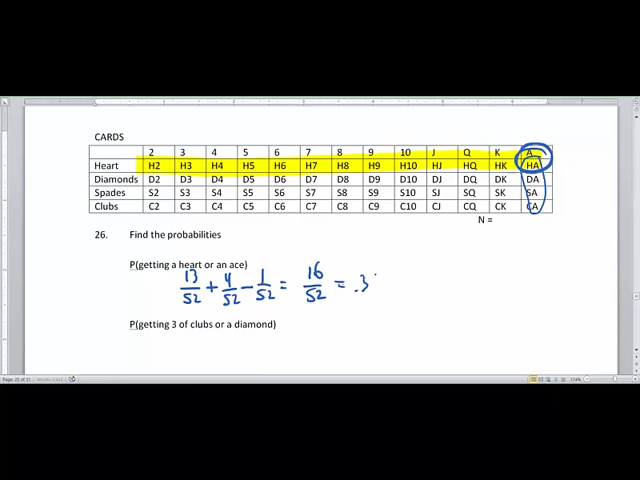 CARDS
2 3 4 5 6 7 8 9 10 J Q K A
Heart H2 H3 H4 H5 H6 H7 H8 H9 H10 HJ HQ HK HA
Diamonds D2 D3 D4 D5 D6 D7 D8 D9 D10 DJ DQ DK DA
Spades S2 S3 S4 S5 S6 S7 S8 S9 S10 SJ SQ SK SA
Clubs C2 C3 C4 C5 C6 C7 C8 C9 C10 CJ CQ CK CA
N =
26. Find the probabilities
P(getting a heart or an ace)
13/52 + 4/52 - 1/52 = 16/52 = .3
P(getting 3 of clubs or a diamond)